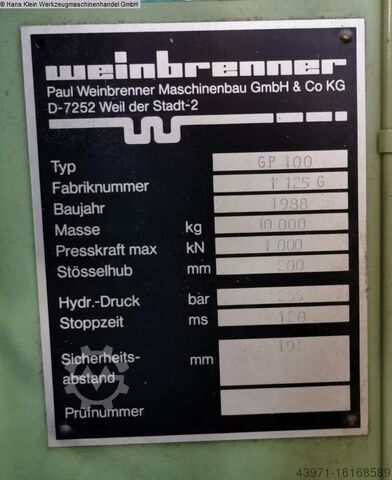 © Hans Klein Werkzeugmaschinenhandel GmbH
weinbrenner
Paul Weinbrenner Maschinenbau GmbH & Co KG
D-7252 Weil der Stadt-2
Typ GP 100
Fabriknummer 125 G
Baujahr 1988
Masse kg 10 000
Presskraft max kN 1 000
Stösselhub mm 200
Hydr.-Druck bar
Stoppzeit ms
Sicherheits- mm
abstand
Prüfnummer
43971-16168589